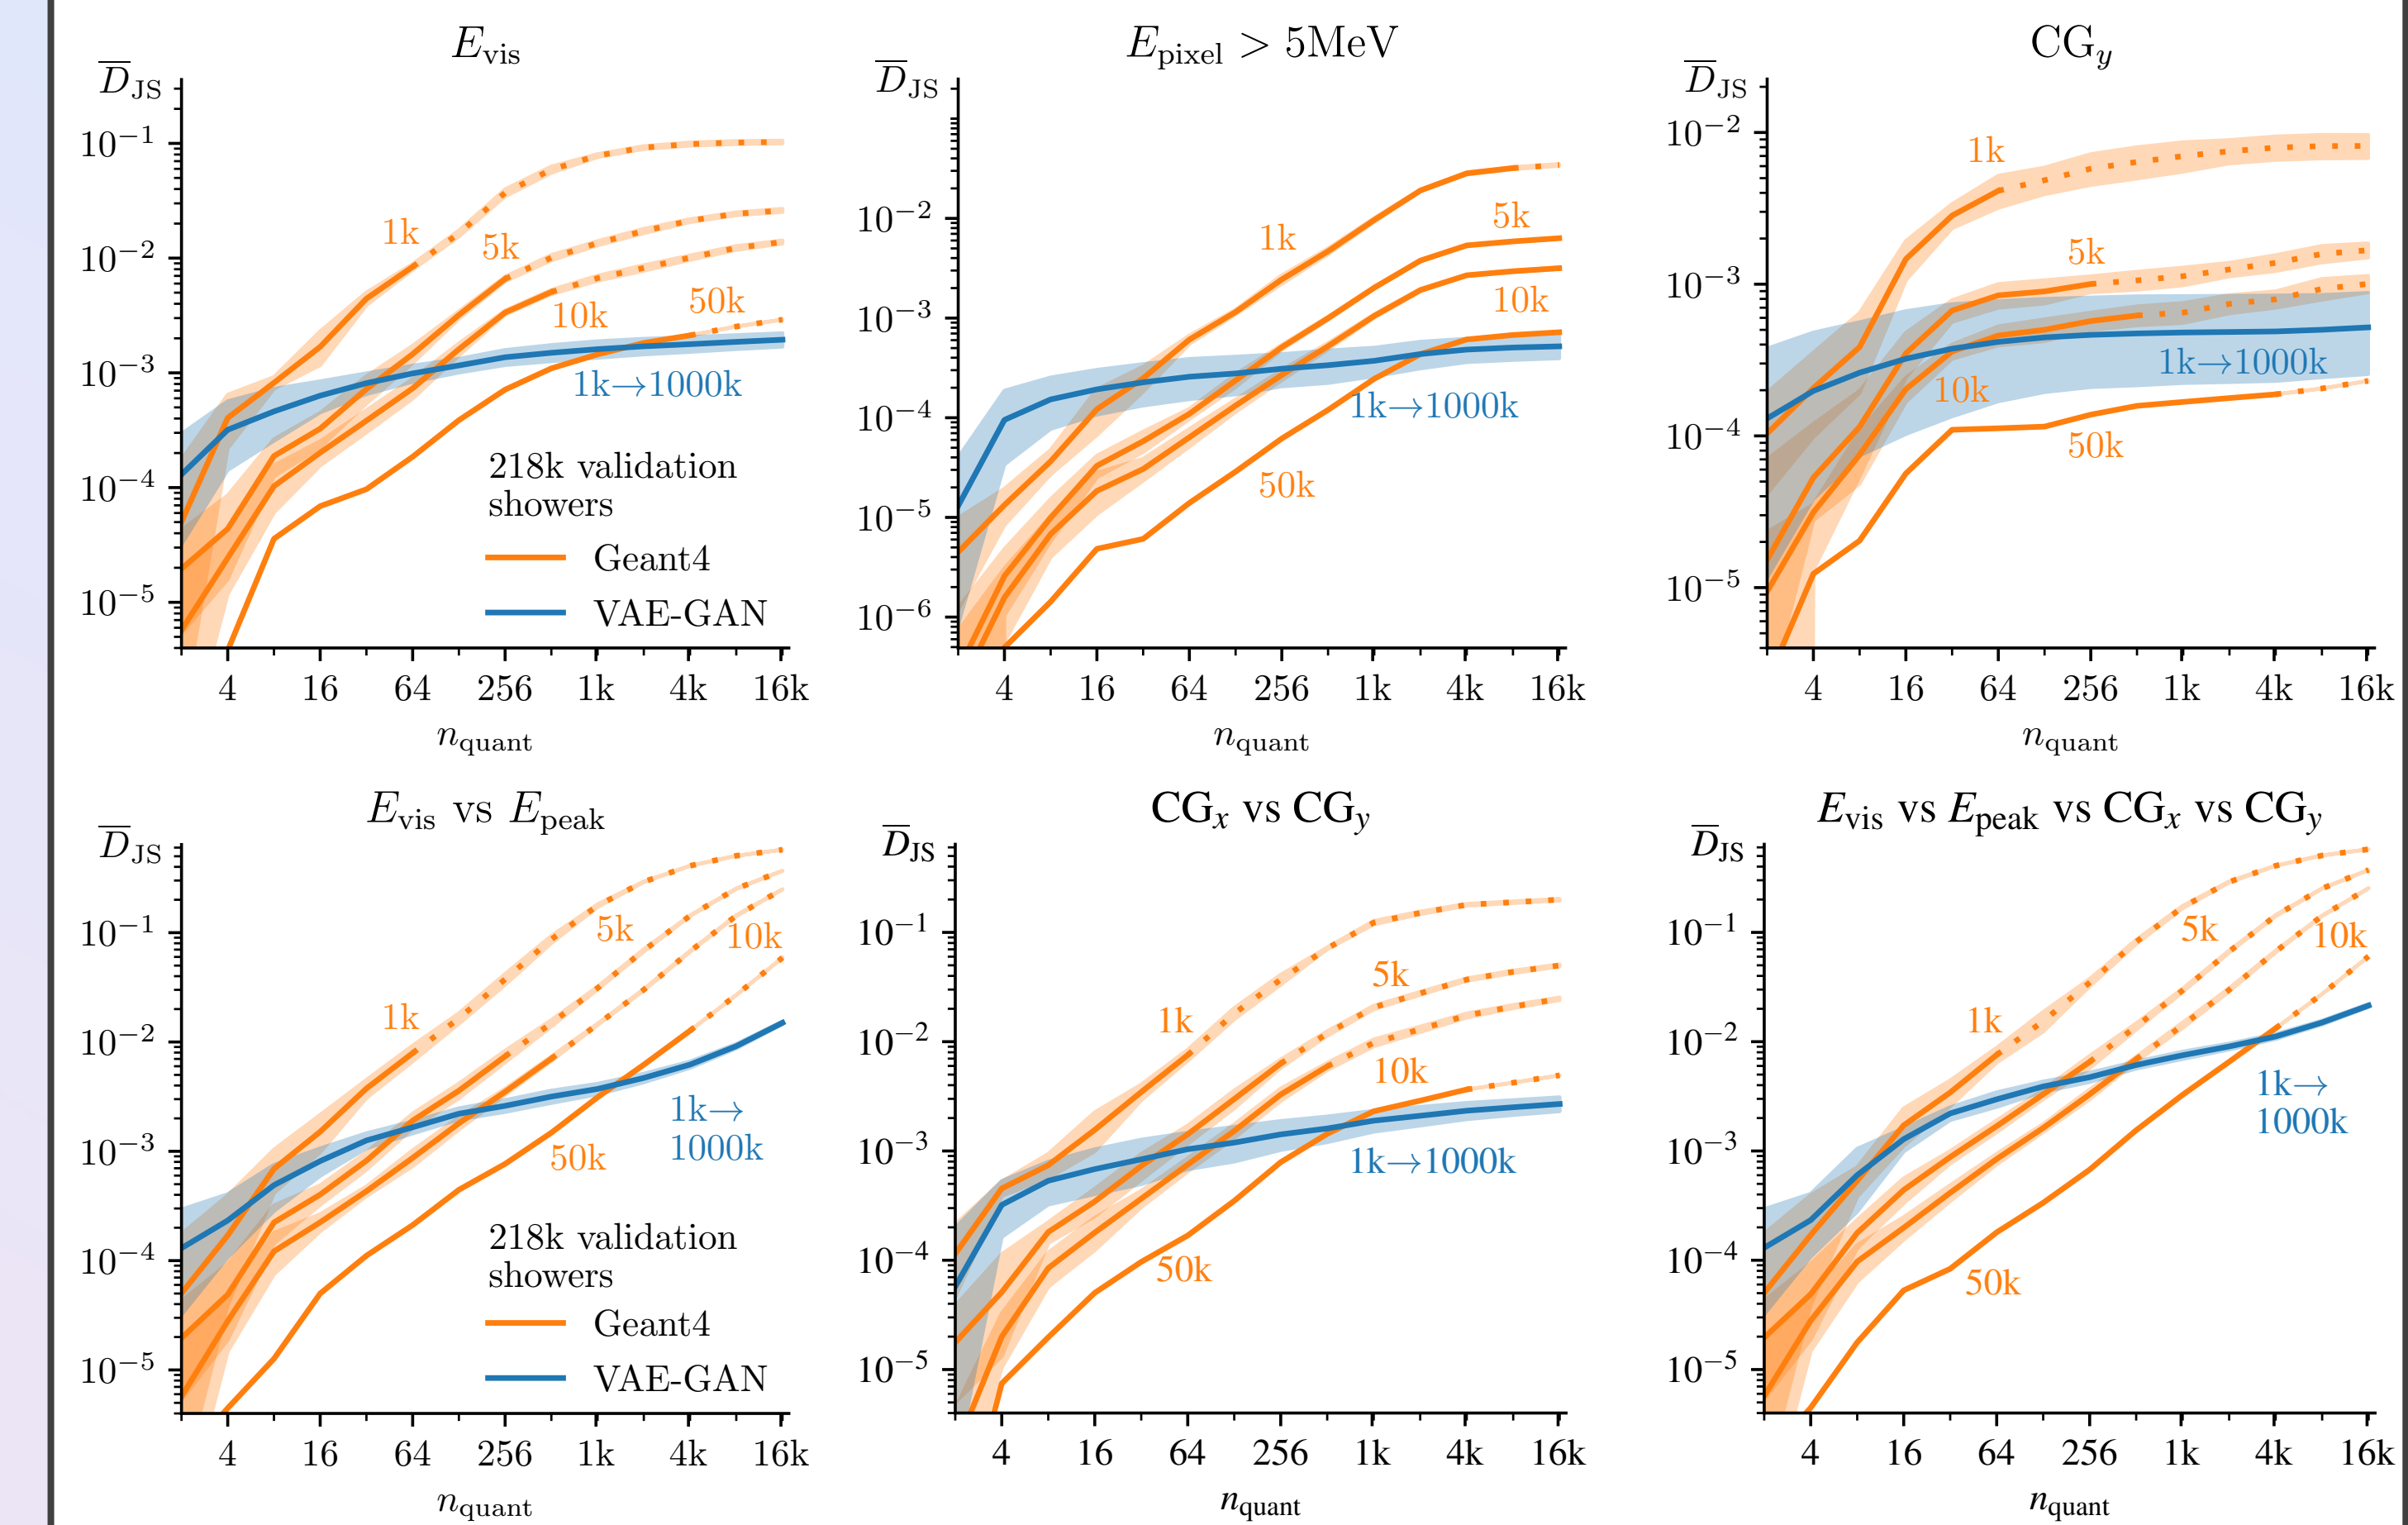 E_vis
D̅_JS
10⁻¹
10⁻²
10⁻³
10⁻⁴
10⁻⁵
1k
5k
10k
50k
1k→1000k
218k validation
showers
Geant4
VAE-GAN
4 16 64 256 1k 4k 16k
n_quant
E_pixel > 5MeV
D̅_JS
10⁻²
10⁻³
10⁻⁴
10⁻⁵
10⁻⁶
1k
5k
10k
1k→1000k
50k
4 16 64 256 1k 4k 16k
n_quant
CG_y
D̅_JS
10⁻²
10⁻³
10⁻⁴
10⁻⁵
1k
5k
1k→1000k
10k
50k
4 16 64 256 1k 4k 16k
n_quant
E_vis vs E_peak
D̅_JS
10⁻¹
10⁻²
10⁻³
10⁻⁴
10⁻⁵
5k
10k
1k
1k→
1000k
50k
218k validation
showers
Geant4
VAE-GAN
4 16 64 256 1k 4k 16k
n_quant
CG_x vs CG_y
D̅_JS
10⁻¹
10⁻²
10⁻³
10⁻⁴
10⁻⁵
5k
1k
10k
1k→1000k
50k
4 16 64 256 1k 4k 16k
n_quant
E_vis vs E_peak vs CG_x vs CG_y
D̅_JS
10⁻¹
10⁻²
10⁻³
10⁻⁴
10⁻⁵
5k
10k
1k
1k→
1000k
50k
4 16 64 256 1k 4k 16k
n_quant